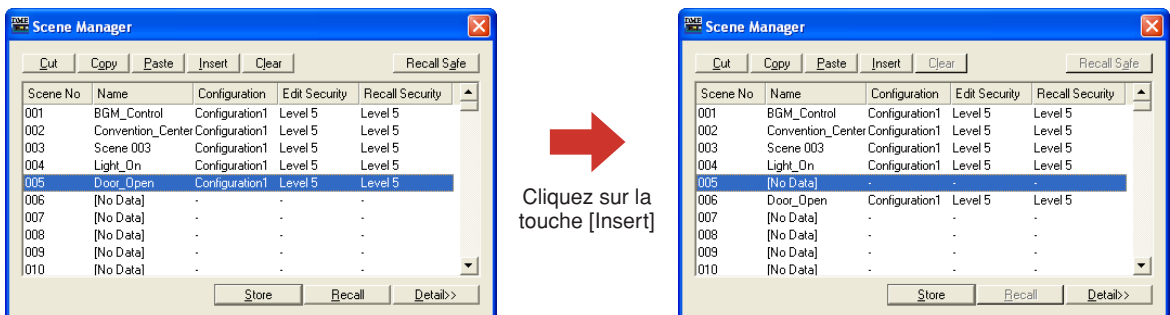 DME Scene Manager
Cut Copy Paste Insert Clear Recall Safe
Scene No Name Configuration Edit Security Recall Security
001 BGM_Control Configuration1 Level 5 Level 5
002 Convention_Center Configuration1 Level 5 Level 5
003 Scene 003 Configuration1 Level 5 Level 5
004 Light_On Configuration1 Level 5 Level 5
005 Door_Open Configuration1 Level 5 Level 5
006 [No Data] - - -
007 [No Data] - - -
008 [No Data] - - -
009 [No Data] - - -
010 [No Data] - - -
Store Recall Detail>>
Cliquez sur la
touche [Insert]
DME Scene Manager
Cut Copy Paste Insert Clear Recall Safe
Scene No Name Configuration Edit Security Recall Security
001 BGM_Control Configuration1 Level 5 Level 5
002 Convention_Center Configuration1 Level 5 Level 5
003 Scene 003 Configuration1 Level 5 Level 5
004 Light_On Configuration1 Level 5 Level 5
005 [No Data] - - -
006 Door_Open Configuration1 Level 5 Level 5
007 [No Data] - - -
008 [No Data] - - -
009 [No Data] - - -
010 [No Data] - - -
Store Recall Detail>>